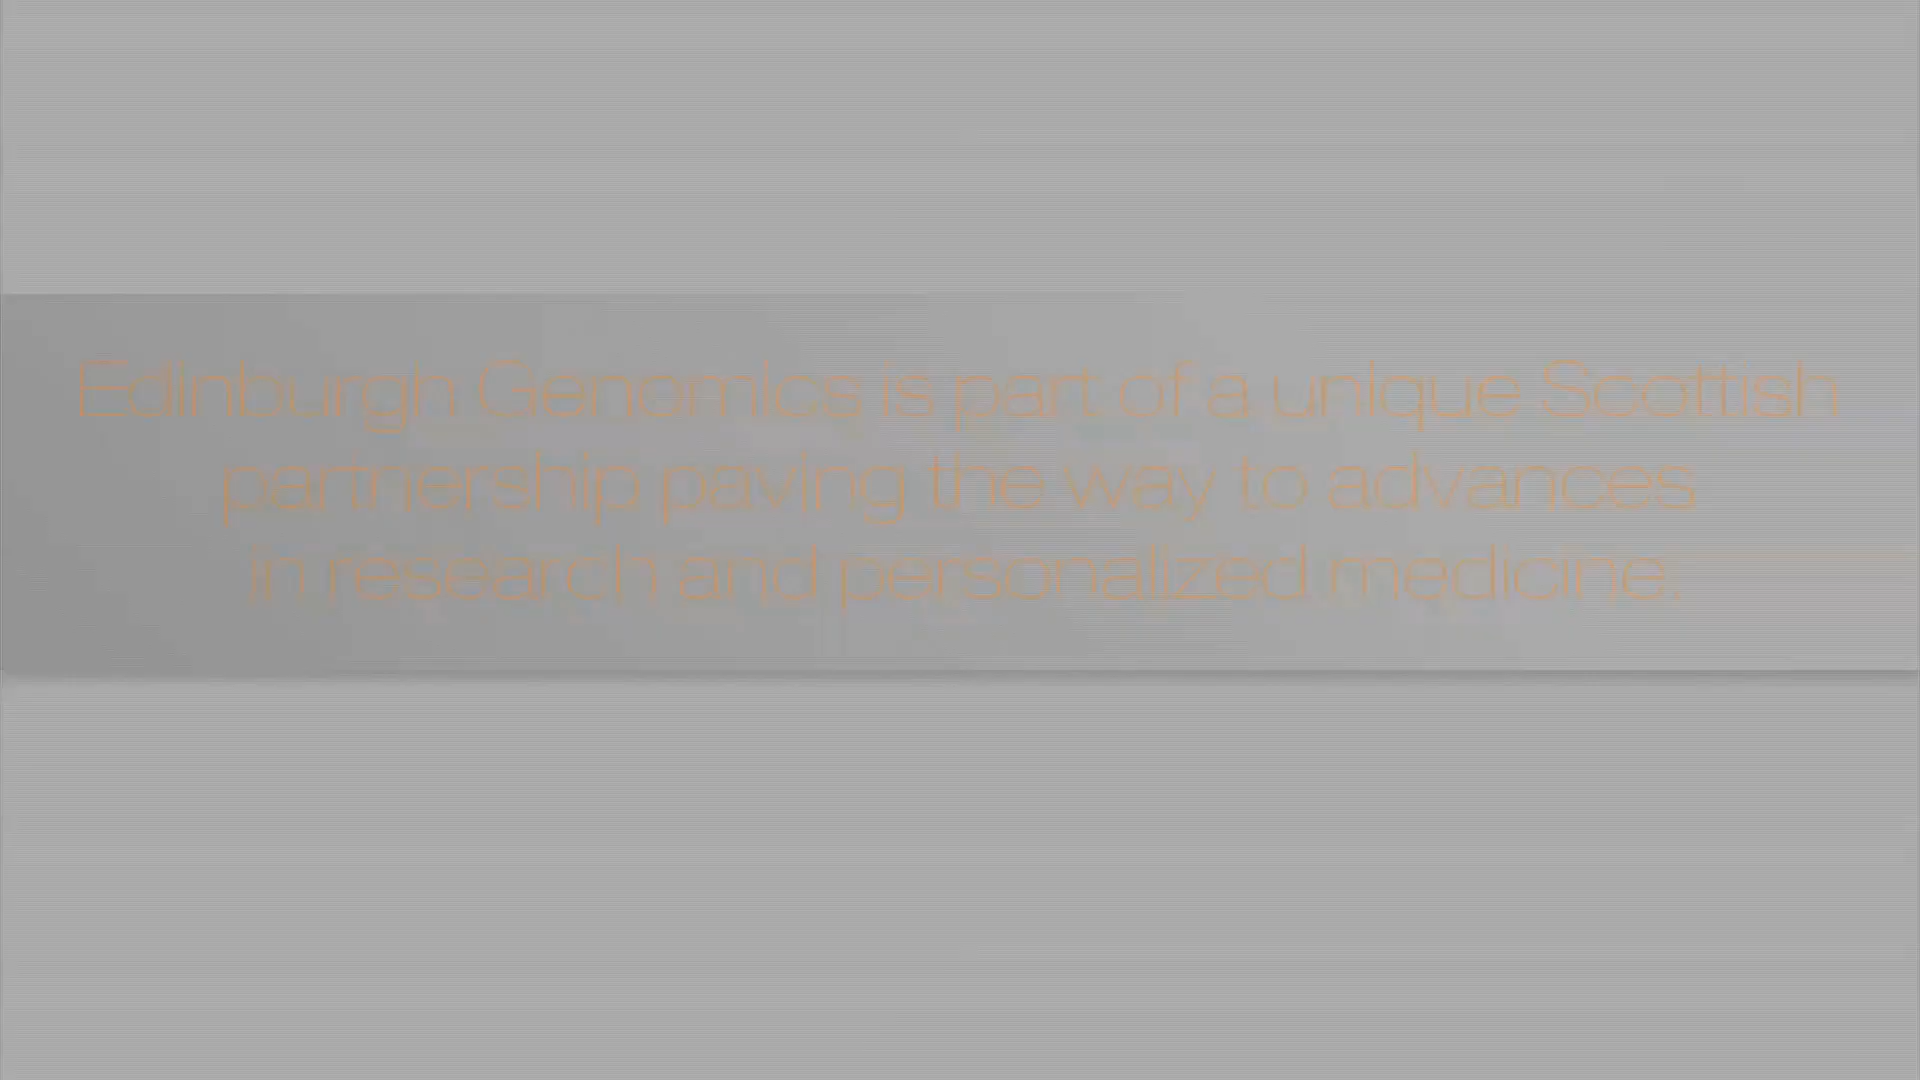 Edinburgh Genomics is part of a unique Scottish
partnership paving the way to advances
in research and personalized medicine.